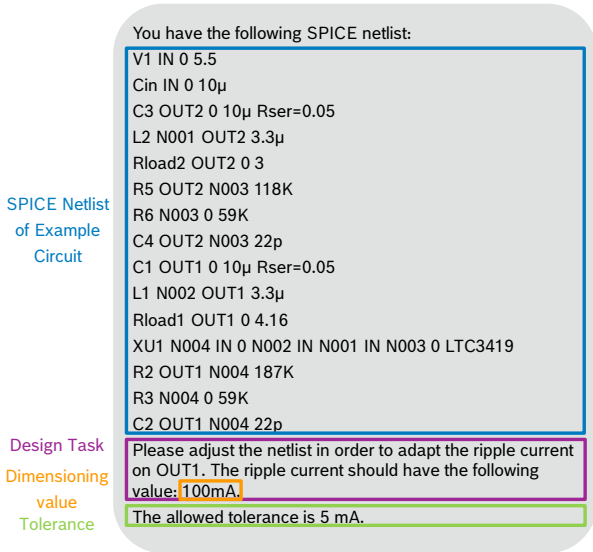 You have the following SPICE netlist:
V1 IN 0 5.5
Cin IN 0 10µ
C3 OUT2 0 10µ Rser=0.05
L2 N001 OUT2 3.3µ
Rload2 OUT2 0 3
R5 OUT2 N003 118K
R6 N003 0 59K
C4 OUT2 N003 22p
C1 OUT1 0 10µ Rser=0.05
L1 N002 OUT1 3.3µ
Rload1 OUT1 0 4.16
XU1 N004 IN 0 N002 IN N001 IN N003 0 LTC3419
R2 OUT1 N004 187K
R3 N004 0 59K
C2 OUT1 N004 22p
SPICE Netlist
of Example
Circuit
Please adjust the netlist in order to adapt the ripple current
on OUT1. The ripple current should have the following
value: 100mA.
Design Task
Dimensioning
value
The allowed tolerance is 5 mA.
Tolerance